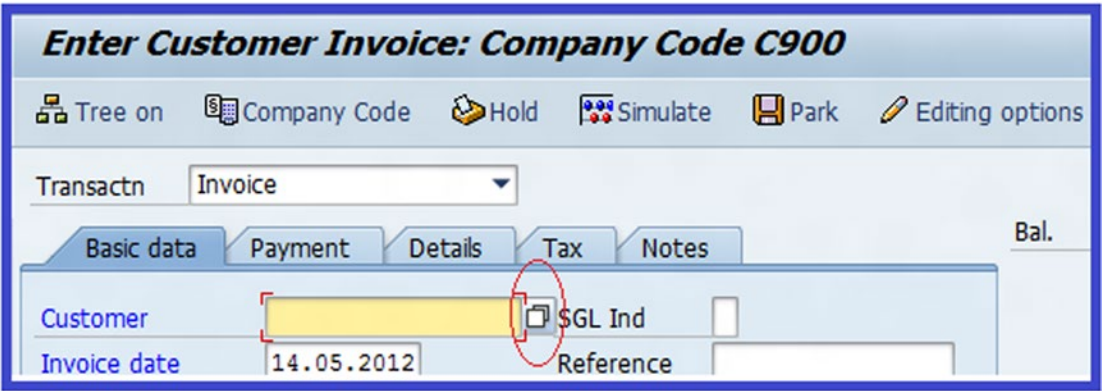 Enter Customer Invoice: Company Code C900
Tree on Company Code Hold Simulate Park Editing options
Transactn Invoice
Bal.
Basic data Payment Details Tax Notes
Customer SGL Ind
Invoice date 14.05.2012 Reference